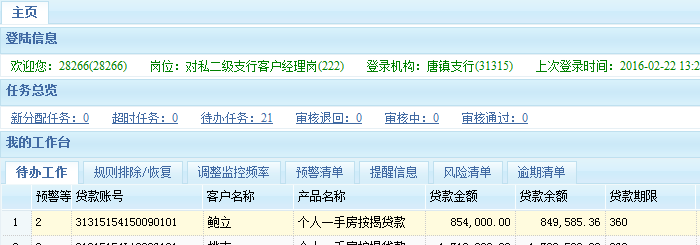 主页
登陆信息
欢迎您：28266(28266) 岗位：对私二级支行客户经理岗(222) 登录机构：唐镇支行(31315) 上次登录时间：2016-02-22 13:2
任务总览
新分配任务：0 超时任务：0 待办任务：21 审核退回：0 审核中：0 审核通过：0
我的工作台
待办工作 规则排除/恢复 调整监控频率 预警清单 提醒信息 风险清单 逾期清单
预警等 贷款账号 客户名称 产品名称 贷款金额 贷款余额 贷款期限
1 2 31315154150090101 鲍立 个人一手房按揭贷款 854,000.00 849,585.36 360